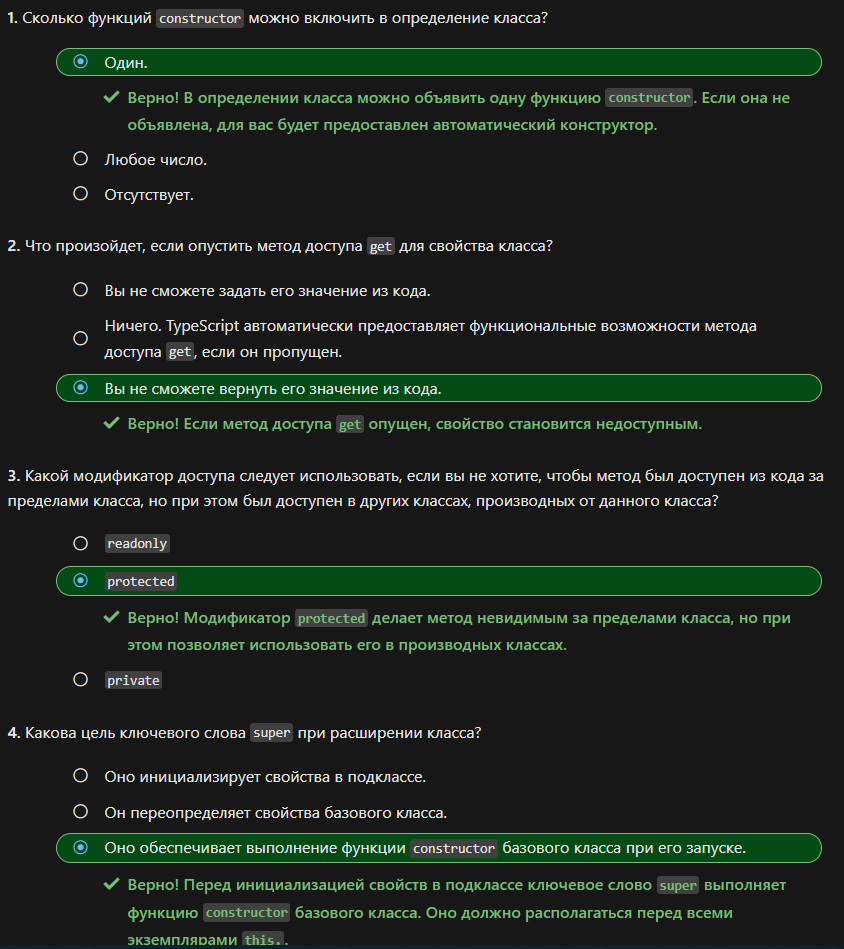 1. Сколько функций constructor можно включить в определение класса?
Один.
Верно! В определении класса можно объявить одну функцию constructor. Если она не
объявлена, для вас будет предоставлен автоматический конструктор.
Любое число.
Отсутствует.
2. Что произойдет, если опустить метод доступа get для свойства класса?
Вы не сможете задать его значение из кода.
Ничего. TypeScript автоматически предоставляет функциональные возможности метода
доступа get, если он пропущен.
Вы не сможете вернуть его значение из кода.
Верно! Если метод доступа get опущен, свойство становится недоступным.
3. Какой модификатор доступа следует использовать, если вы не хотите, чтобы метод был доступен из кода за
пределами класса, но при этом был доступен в других классах, производных от данного класса?
readonly
protected
Верно! Модификатор protected делает метод невидимым за пределами класса, но при
этом позволяет использовать его в производных классах.
private
4. Какова цель ключевого слова super при расширении класса?
Оно инициализирует свойства в подклассе.
Он переопределяет свойства базового класса.
Оно обеспечивает выполнение функции constructor базового класса при его запуске.
Верно! Перед инициализацией свойств в подклассе ключевое слово super выполняет
функцию constructor базового класса. Оно должно располагаться перед всеми
экземплярами this..